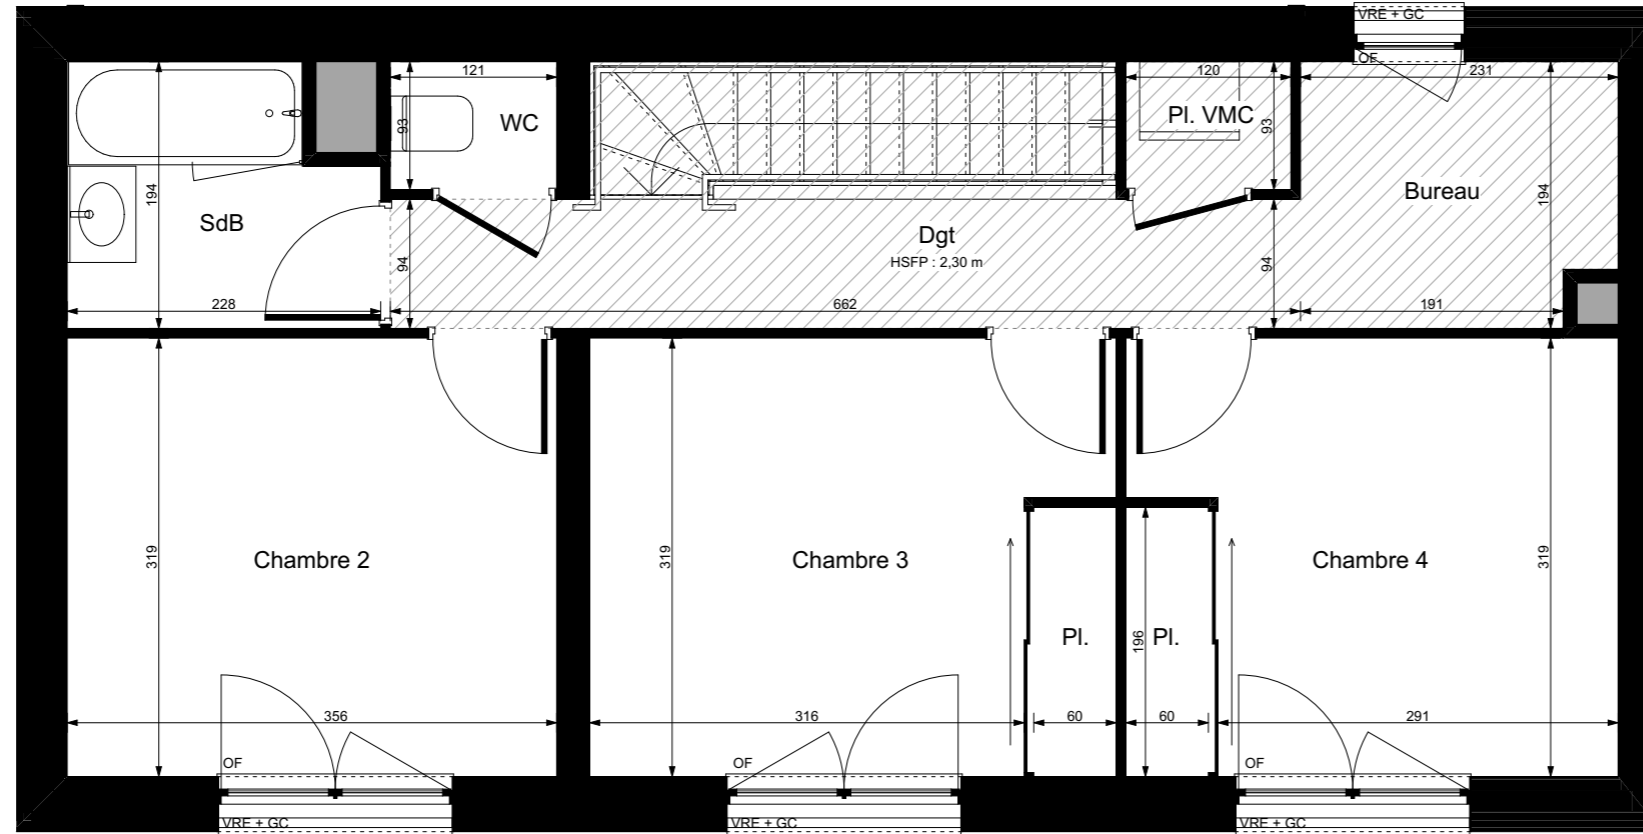 VRE + GC
OF
121
120
231
WC
93
Pl. VMC
93
194
SdB
94
Dgt
HSFP : 2,30 m
94
Bureau
194
228
662
191
319
Chambre 2
319
Chambre 3
Chambre 4
319
Pl.
196
Pl.
356
316
60
60
291
OF
OF
OF
VRE + GC
VRE + GC
VRE + GC